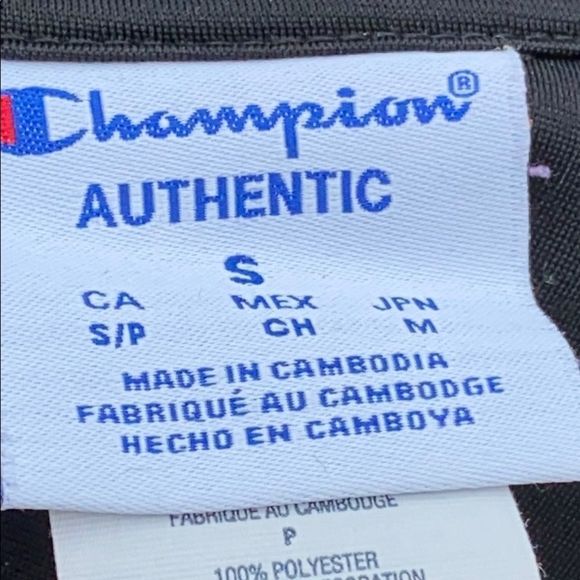 Champion®
AUTHENTIC
S
CA MEX JPN
S/P CH M
MADE IN CAMBODIA
FABRIQUÉ AU CAMBODGE
HECHO EN CAMBOYA
FABRIQUE AU CAMBODGE
P
100% POLYESTER